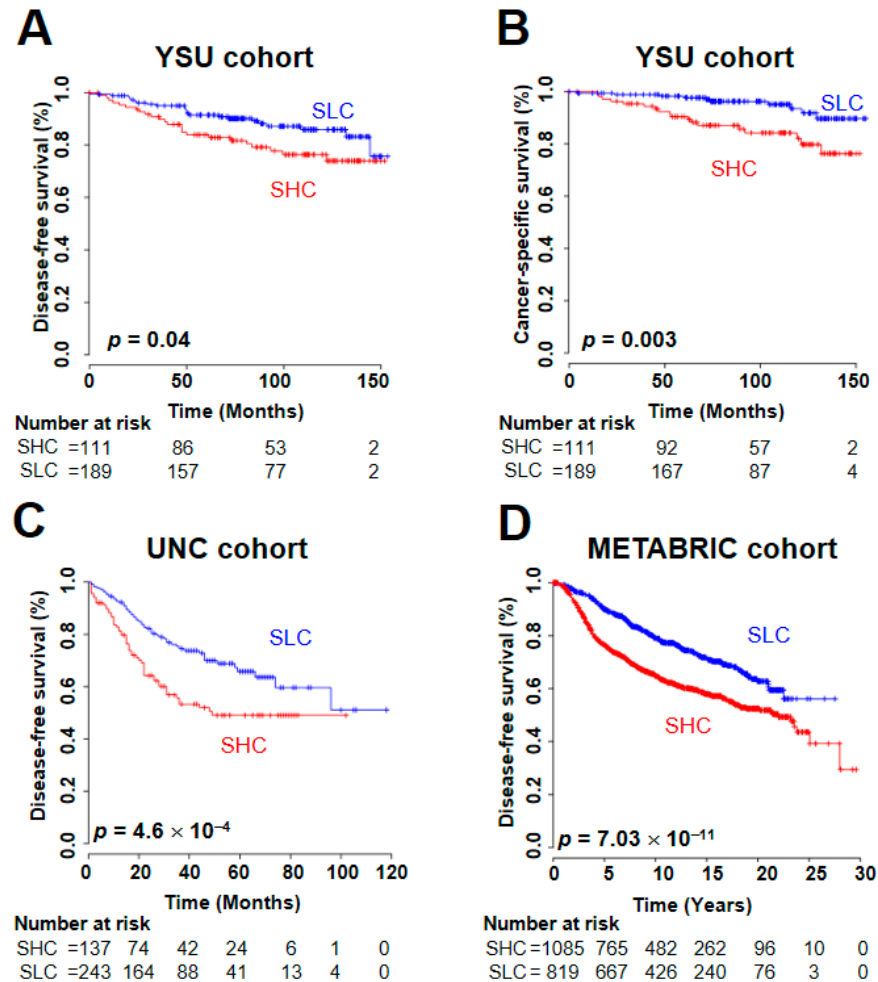 A
YSU cohort
Disease-free survival (%)
1.0
0.8
0.6
0.4
0.2
0.0
SLC
SHC
p = 0.04
0 50 100 150
Time (Months)
Number at risk
SHC =111 86 53 2
SLC =189 157 77 2
B
YSU cohort
Cancer-specific survival (%)
1.0
0.8
0.6
0.4
0.2
0.0
SLC
SHC
p = 0.003
0 50 100 150
Time (Months)
Number at risk
SHC =111 92 57 2
SLC =189 167 87 4
C
UNC cohort
Disease-free survival (%)
1.0
0.8
0.6
0.4
0.2
0.0
SLC
SHC
p = 4.6 × 10⁻⁴
0 20 40 60 80 100 120
Time (Months)
Number at risk
SHC =137 74 42 24 6 1 0
SLC =243 164 88 41 13 4 0
D
METABRIC cohort
Disease-free survival (%)
1.0
0.8
0.6
0.4
0.2
0.0
SLC
SHC
p = 7.03 × 10⁻¹¹
0 5 10 15 20 25 30
Time (Years)
Number at risk
SHC=1085 765 482 262 96 10 0
SLC= 819 667 426 240 76 3 0